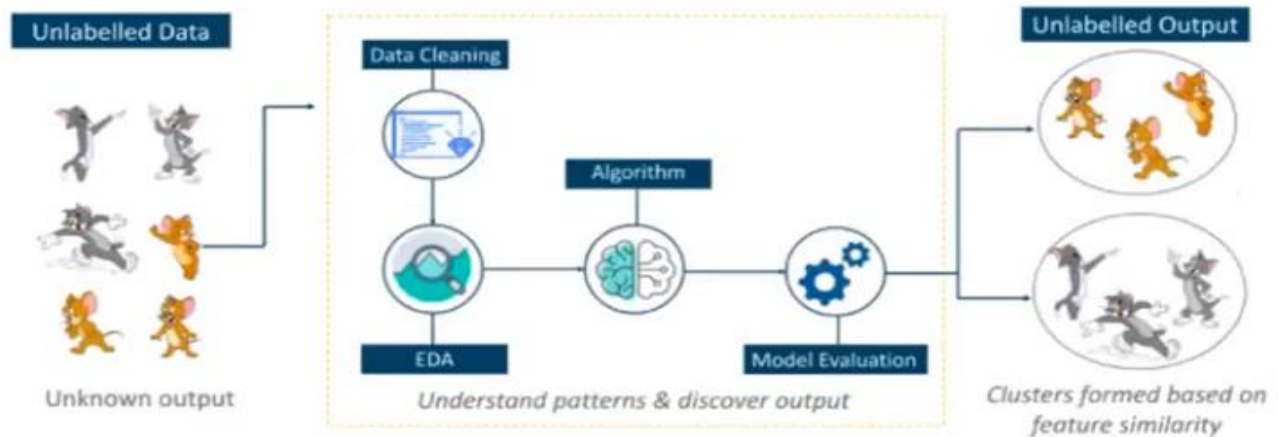 Unlabelled Data
Unknown output
Data Cleaning
EDA
Algorithm
Model Evaluation
Understand patterns & discover output
Unlabelled Output
Clusters formed based on
feature similarity